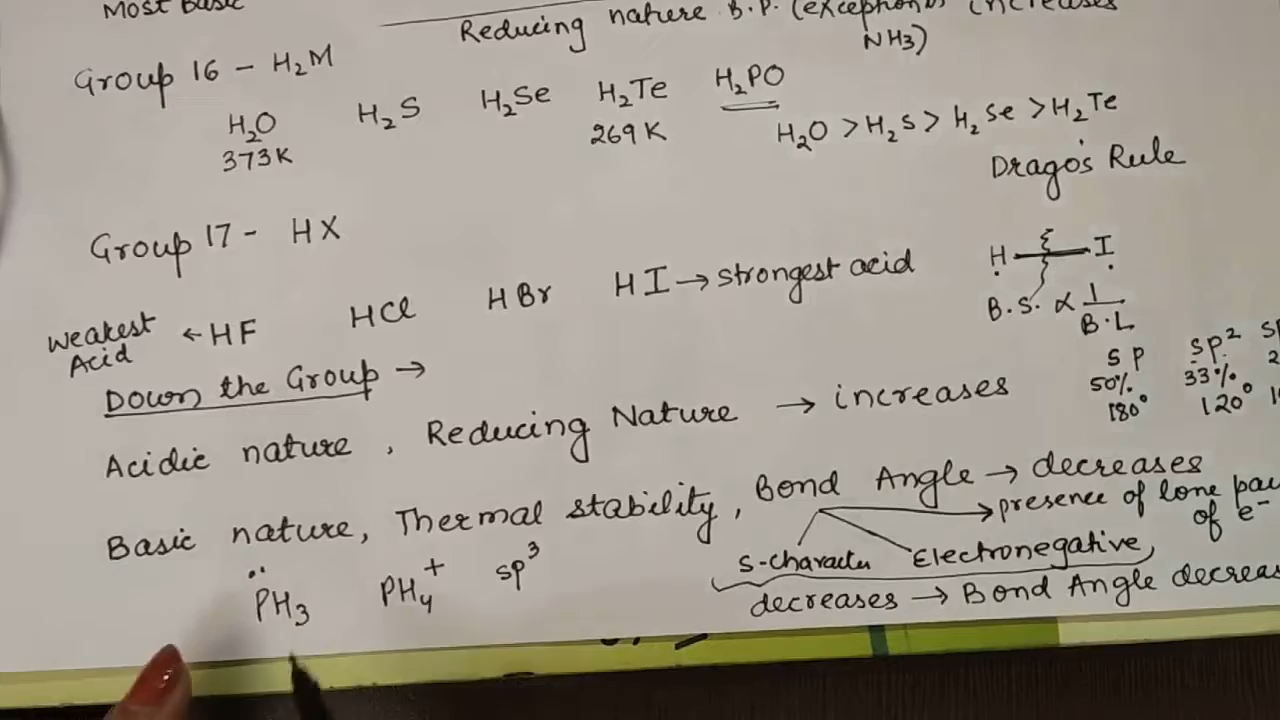 Most Basic
Reducing nature B.P. (exception increases
NH3)
Group 16 - H₂M
H₂O H₂S H₂Se H₂Te H₂PO
373K 269K
H₂O > H₂S > H₂Se > H₂Te
Drago's Rule
Group 17 - HX
H I
Weakest Acid ← HF HCl HBr HI → strongest acid
B.S. ∝ 1/B.L
Down the Group →
sp sp²
50% 33%
180° 120°
Acidic nature, Reducing Nature → increases
Basic nature, Thermal stability, Bond Angle → decreases
→ presence of lone pai
of e⁻
s-character Electronegative
decreases → Bond Angle decreas
PH₃ PH₄⁺ sp³